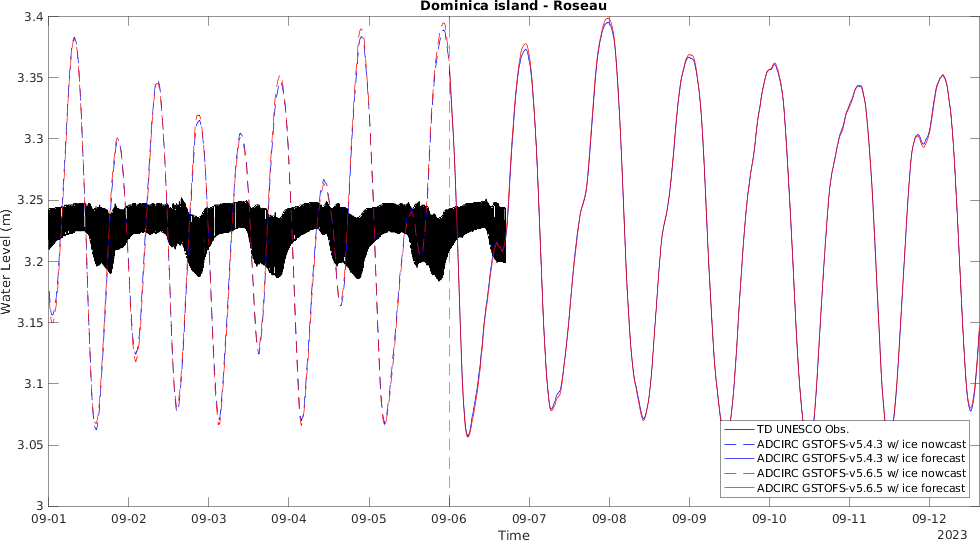 Dominica island - Roseau
3.4
3.35
3.3
3.25
3.2
3.15
3.1
3.05
3
Water Level (m)
TD UNESCO Obs.
ADCIRC GSTOFS-v5.4.3 w/ ice nowcast
ADCIRC GSTOFS-v5.4.3 w/ ice forecast
ADCIRC GSTOFS-v5.6.5 w/ ice nowcast
ADCIRC GSTOFS-v5.6.5 w/ ice forecast
09-01 09-02 09-03 09-04 09-05 09-06 09-07 09-08 09-09 09-10 09-11 09-12
Time
2023